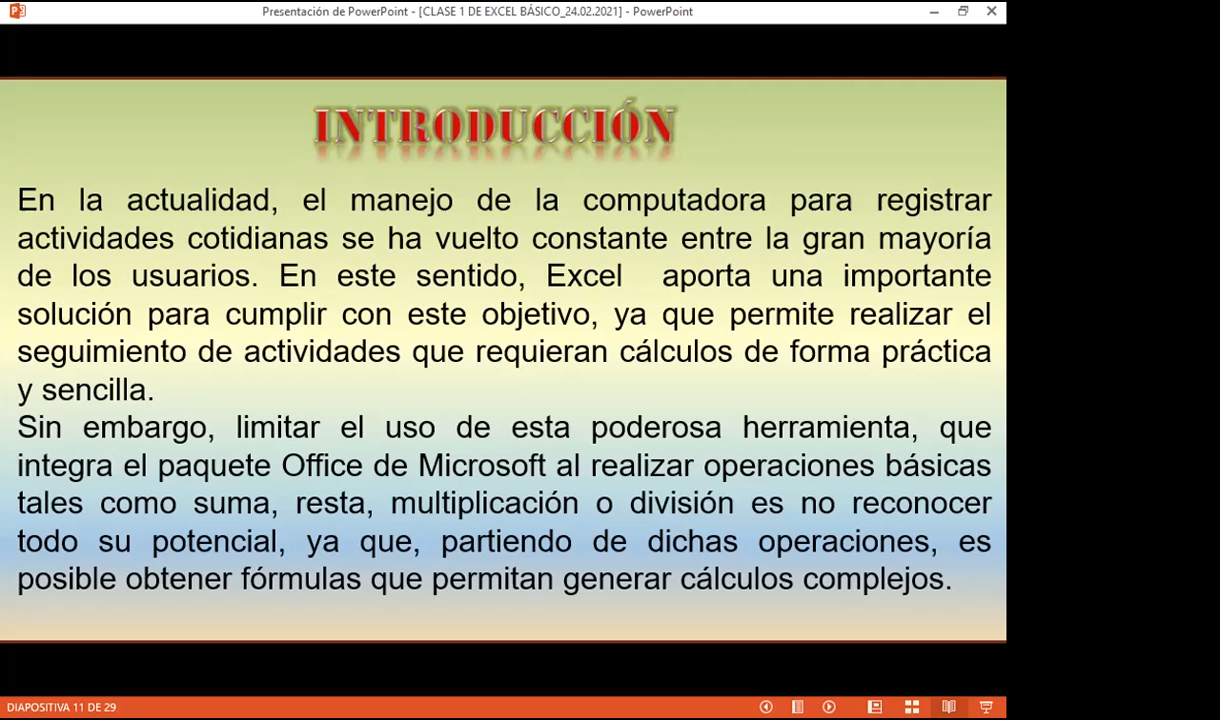 Presentación de PowerPoint - [CLASE 1 DE EXCEL BÁSICO_24.02.2021] - PowerPoint
INTRODUCCIÓN
En la actualidad, el manejo de la computadora para registrar
actividades cotidianas se ha vuelto constante entre la gran mayoría
de los usuarios. En este sentido, Excel aporta una importante
solución para cumplir con este objetivo, ya que permite realizar el
seguimiento de actividades que requieran cálculos de forma práctica
y sencilla.
Sin embargo, limitar el uso de esta poderosa herramienta, que
integra el paquete Office de Microsoft al realizar operaciones básicas
tales como suma, resta, multiplicación o división es no reconocer
todo su potencial, ya que, partiendo de dichas operaciones, es
posible obtener fórmulas que permitan generar cálculos complejos.
DIAPOSITIVA 11 DE 29